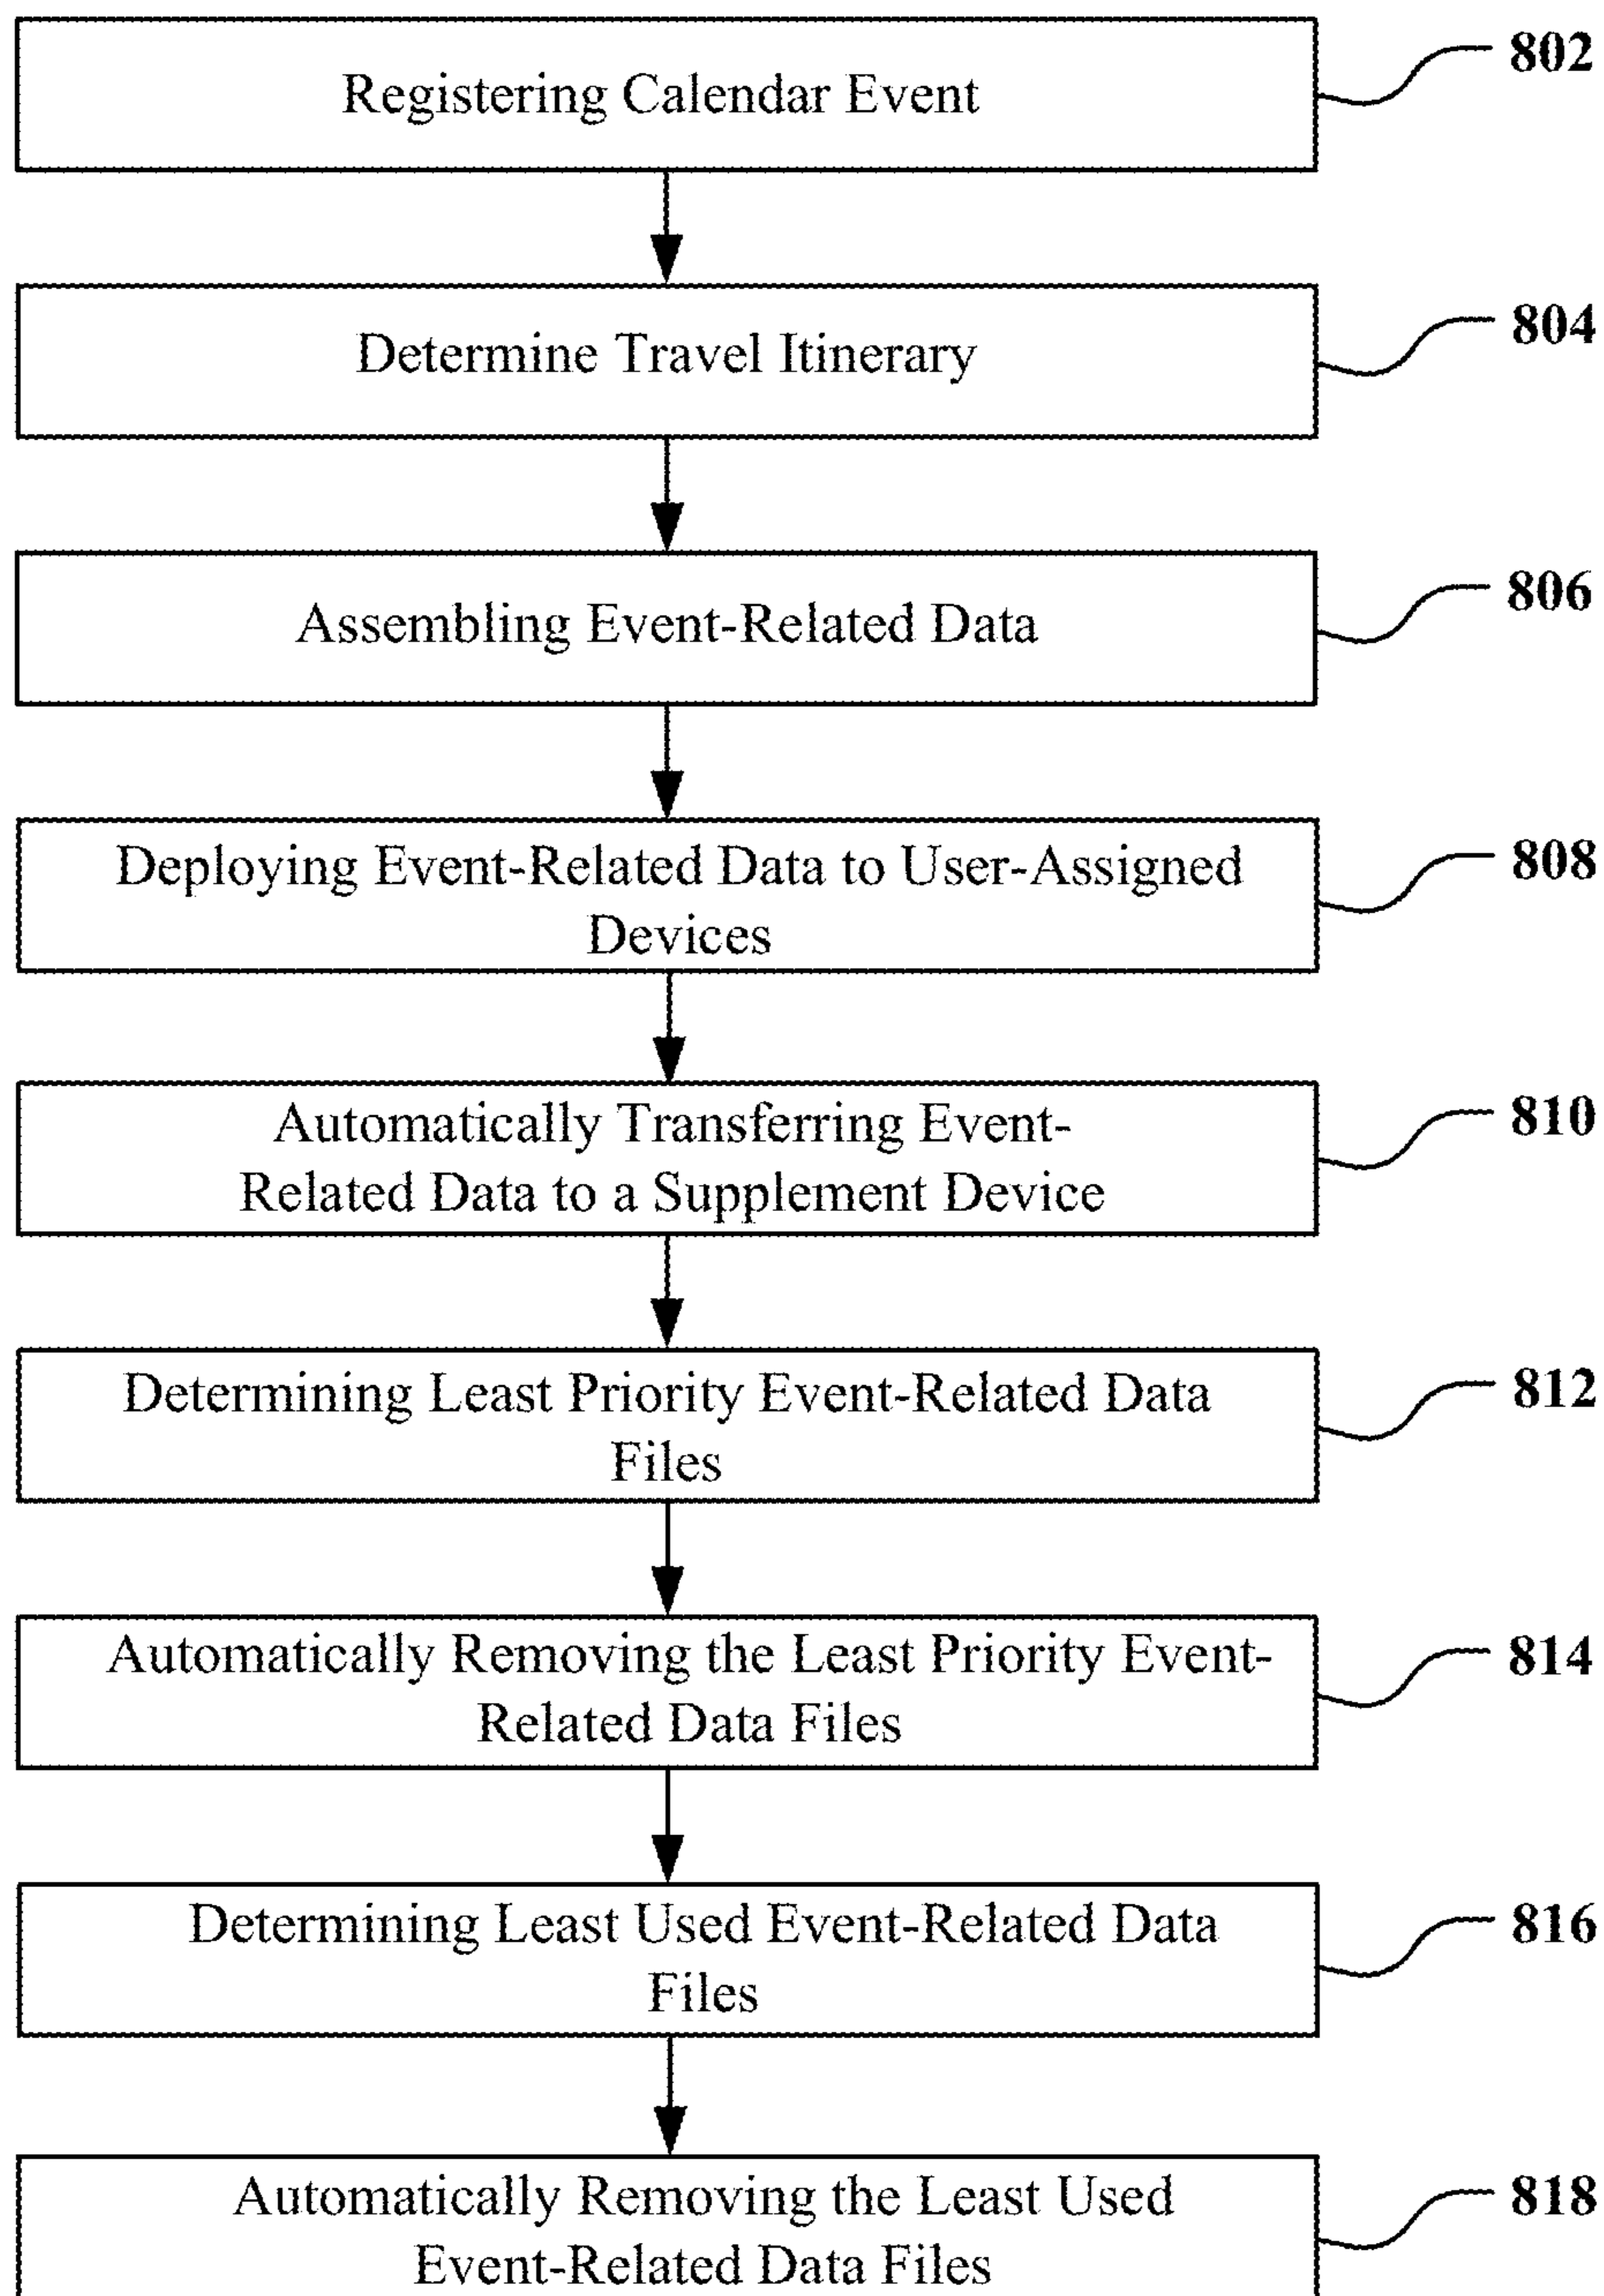 Registering Calendar Event
802
Determine Travel Itinerary
804
Assembling Event-Related Data
806
Deploying Event-Related Data to User-Assigned
Devices
808
Automatically Transferring Event-
Related Data to a Supplement Device
810
Determining Least Priority Event-Related Data
Files
812
Automatically Removing the Least Priority Event-
Related Data Files
814
Determining Least Used Event-Related Data
Files
816
Automatically Removing the Least Used
Event-Related Data Files
818